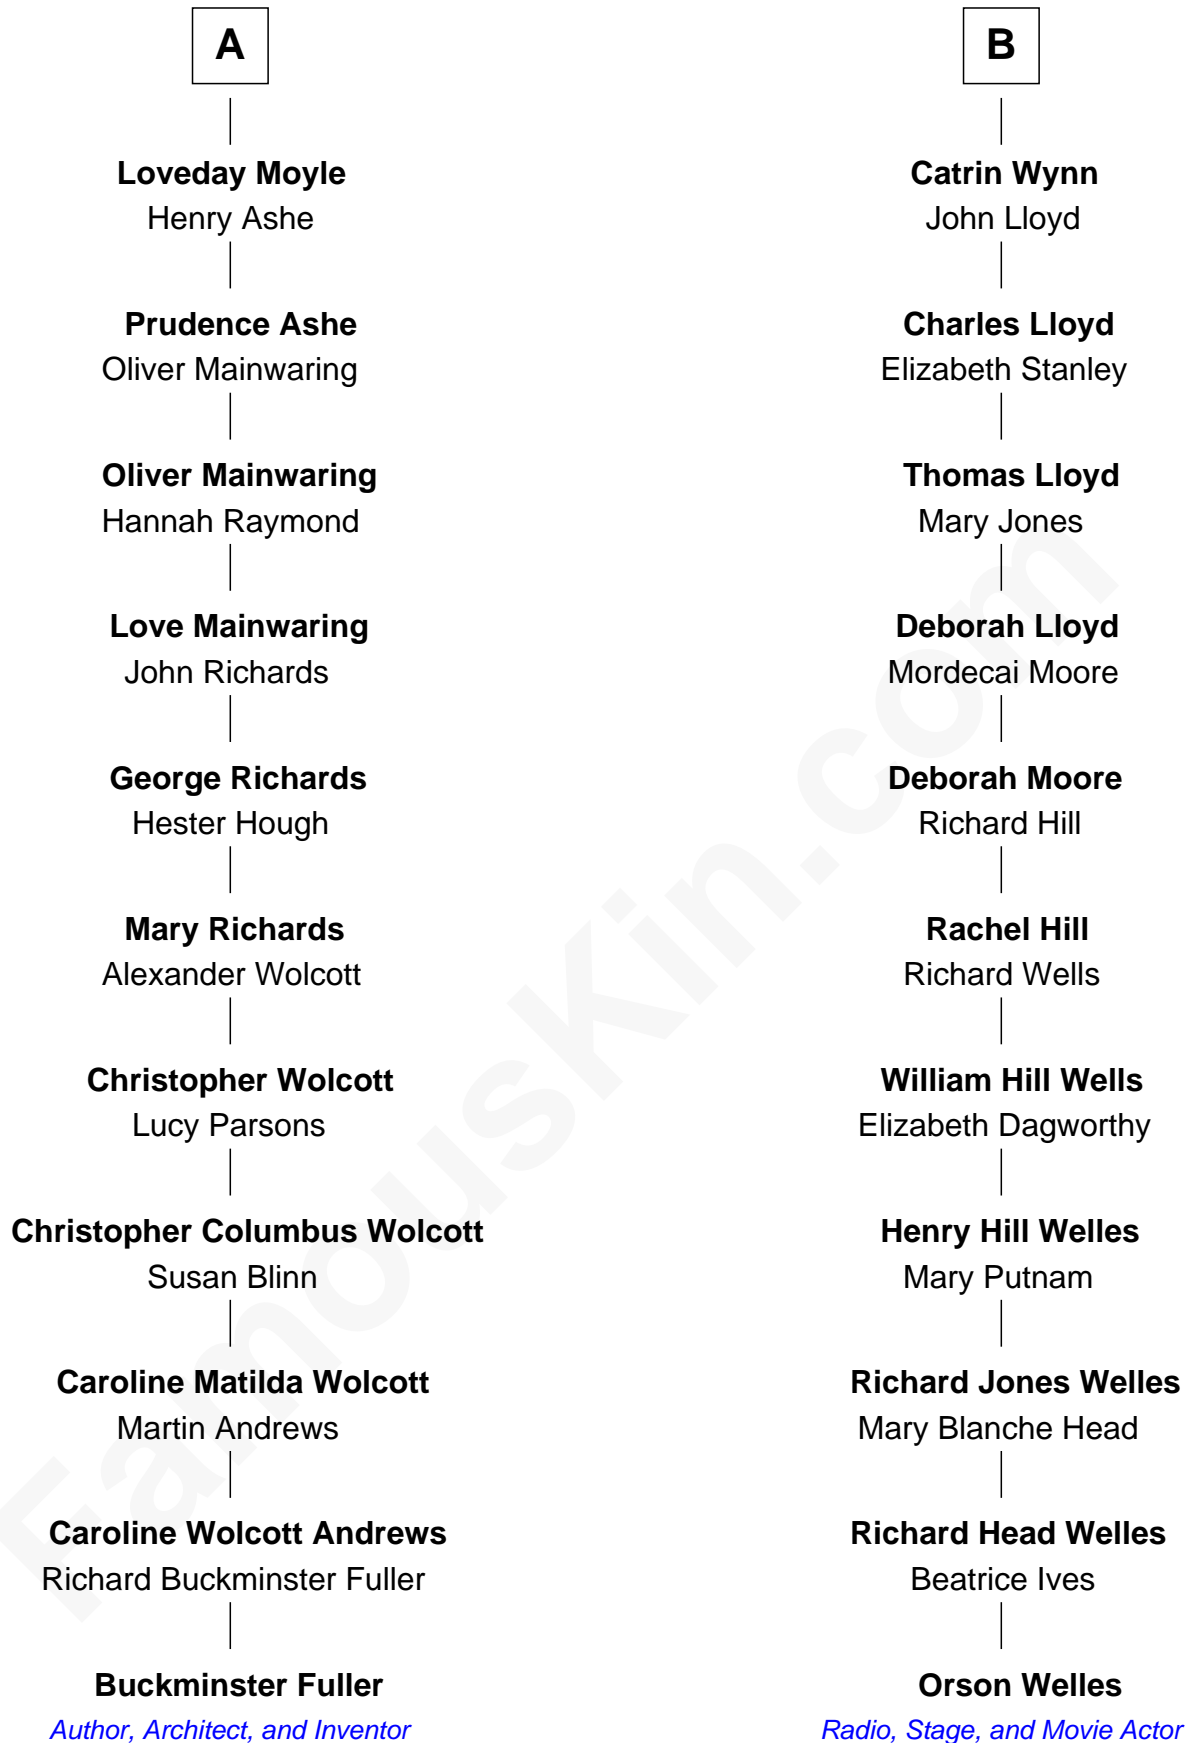 A
Loveday Moyle
Henry Ashe
Prudence Ashe
Oliver Mainwaring
Oliver Mainwaring
Hannah Raymond
Love Mainwaring
John Richards
George Richards
Hester Hough
Mary Richards
Alexander Wolcott
Christopher Wolcott
Lucy Parsons
Christopher Columbus Wolcott
Susan Blinn
Caroline Matilda Wolcott
Martin Andrews
Caroline Wolcott Andrews
Richard Buckminster Fuller
Buckminster Fuller
Author, Architect, and Inventor
B
Catrin Wynn
John Lloyd
Charles Lloyd
Elizabeth Stanley
Thomas Lloyd
Mary Jones
Deborah Lloyd
Mordecai Moore
Deborah Moore
Richard Hill
Rachel Hill
Richard Wells
William Hill Wells
Elizabeth Dagworthy
Henry Hill Welles
Mary Putnam
Richard Jones Welles
Mary Blanche Head
Richard Head Welles
Beatrice Ives
Orson Welles
Radio, Stage, and Movie Actor
FamousKin.com